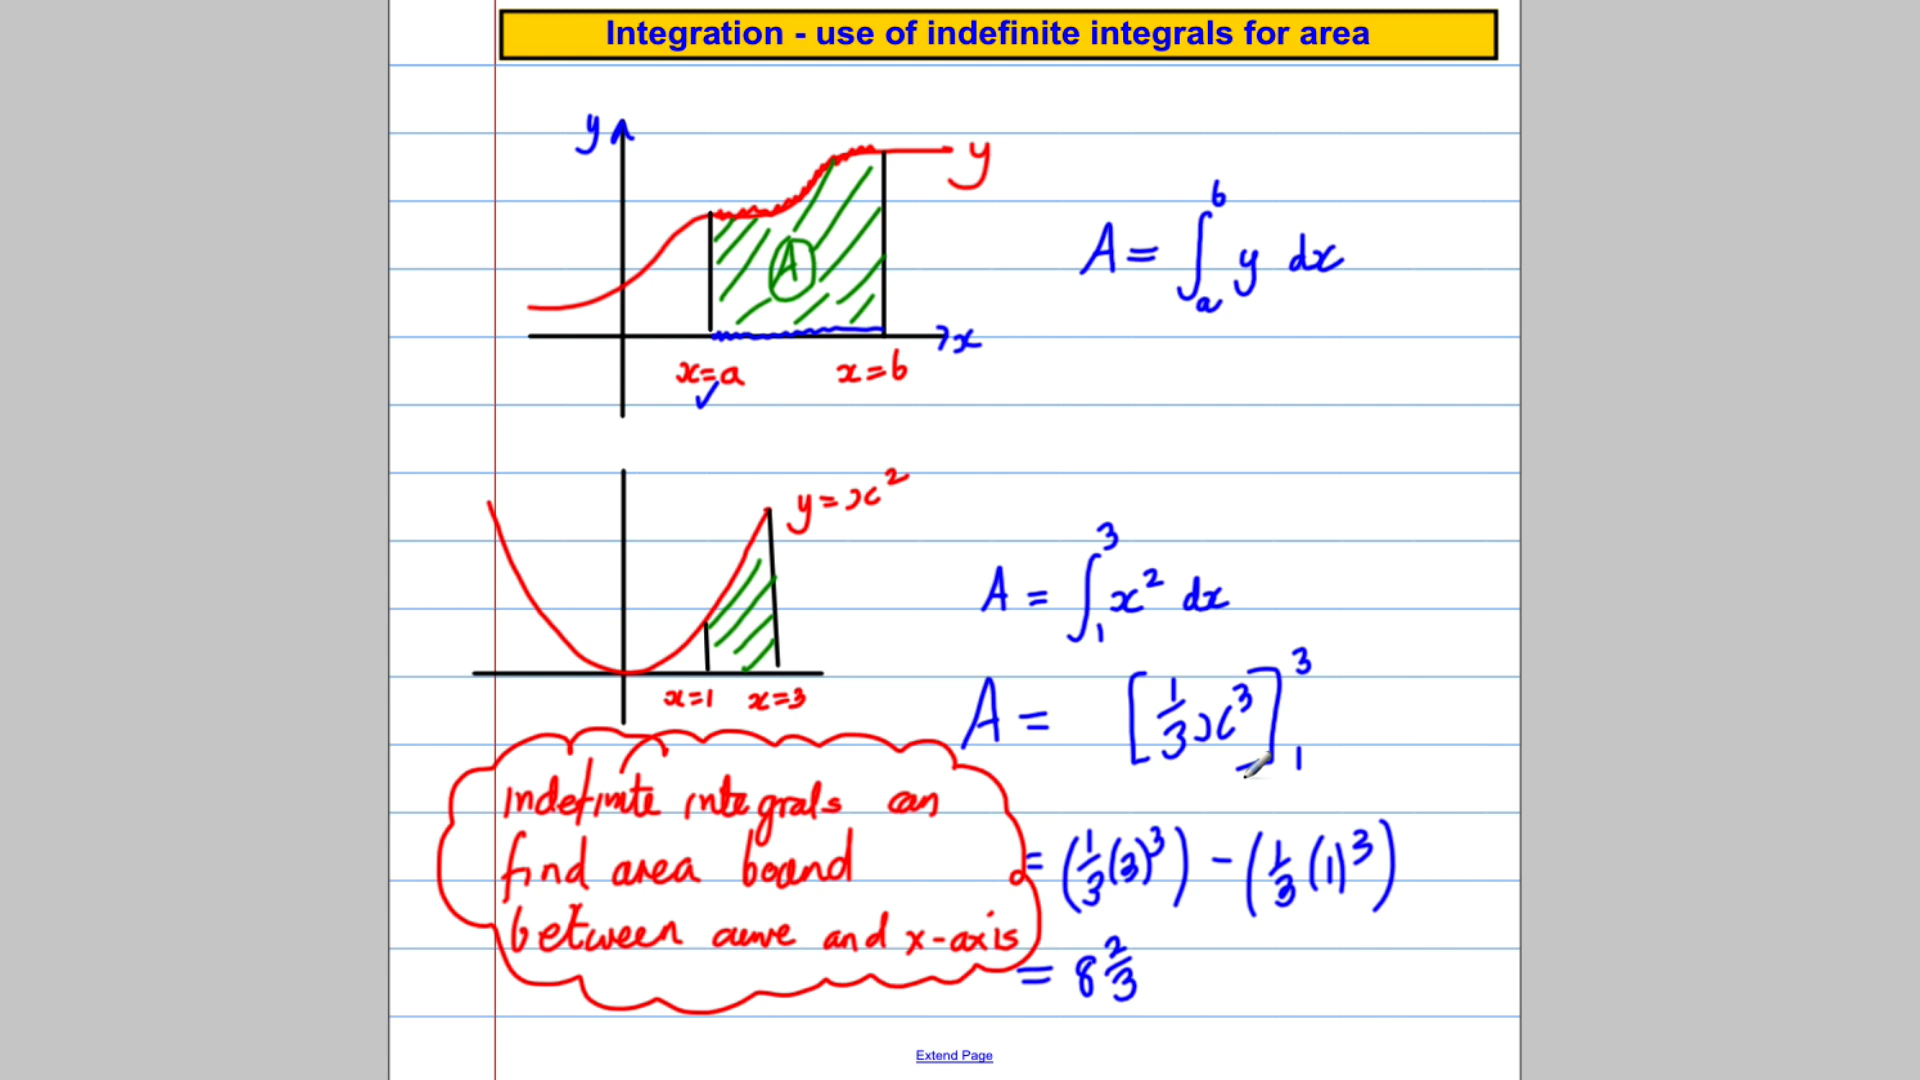 Integration - use of indefinite integrals for area
y
y
A
x
x=a
x=b
A = ∫ₐᵇ y dx
y=x²
x=1 x=3
A = ∫₁³ x² dx
A = [⅓x³]₁³
indefinite integrals can
find area bound
between curve and x-axis
= (⅓(3)³) - (⅓(1)³)
= 8⅔
Extend Page